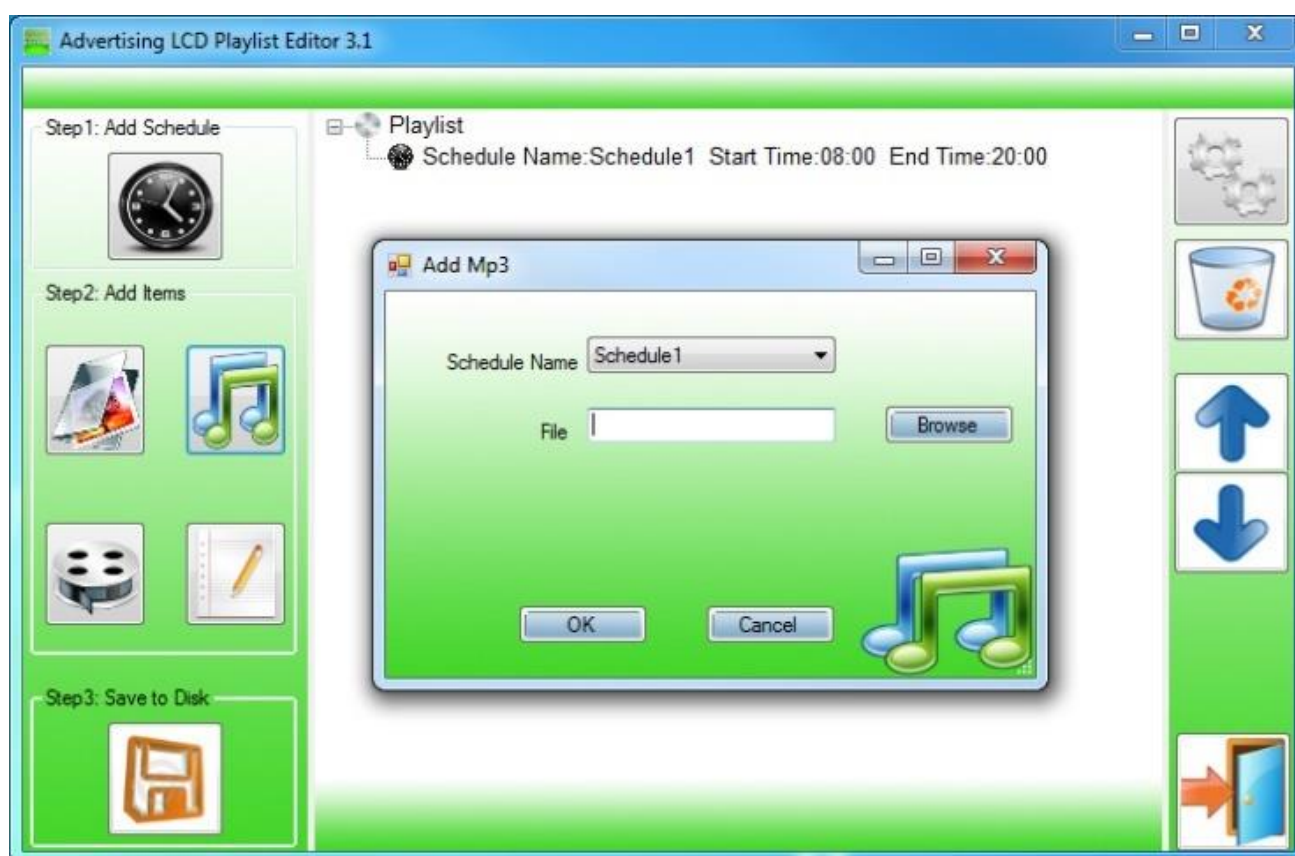 Advertising LCD Playlist Editor 3.1
Step1: Add Schedule
Playlist
Schedule Name:Schedule1 Start Time:08:00 End Time:20:00
Add Mp3
Step2: Add Items
Schedule Name Schedule1
File
Browse
OK
Cancel
Step3: Save to Disk